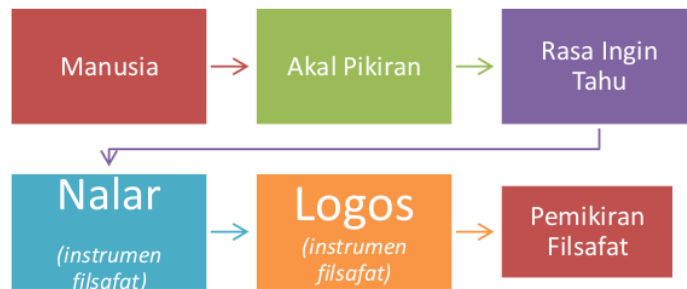 Manusia
Akal Pikiran
Rasa Ingin
Tahu
Nalar
(instrumen
filsafat)
Logos
(instrumen
filsafat)
Pemikiran
Filsafat